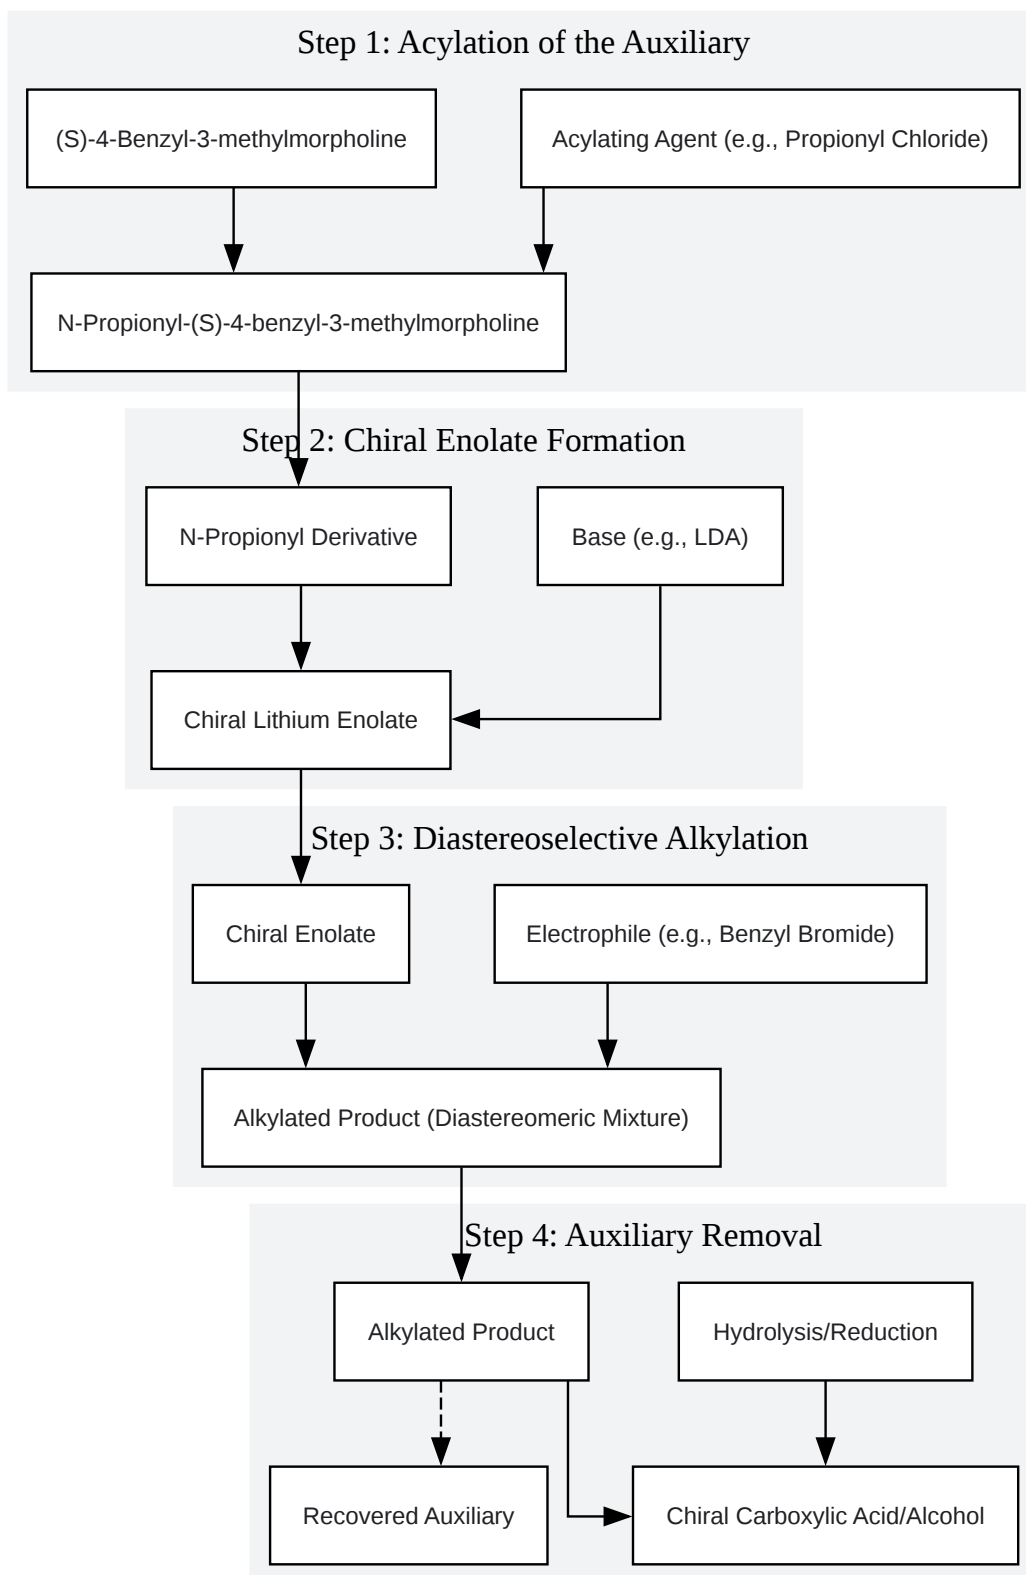 Step 1: Acylation of the Auxiliary
(S)-4-Benzyl-3-methylmorpholine
Acylating Agent (e.g., Propionyl Chloride)
N-Propionyl-(S)-4-benzyl-3-methylmorpholine
Step 2: Chiral Enolate Formation
N-Propionyl Derivative
Base (e.g., LDA)
Chiral Lithium Enolate
Step 3: Diastereoselective Alkylation
Chiral Enolate
Electrophile (e.g., Benzyl Bromide)
Alkylated Product (Diastereomeric Mixture)
Step 4: Auxiliary Removal
Alkylated Product
Hydrolysis/Reduction
Recovered Auxiliary
Chiral Carboxylic Acid/Alcohol